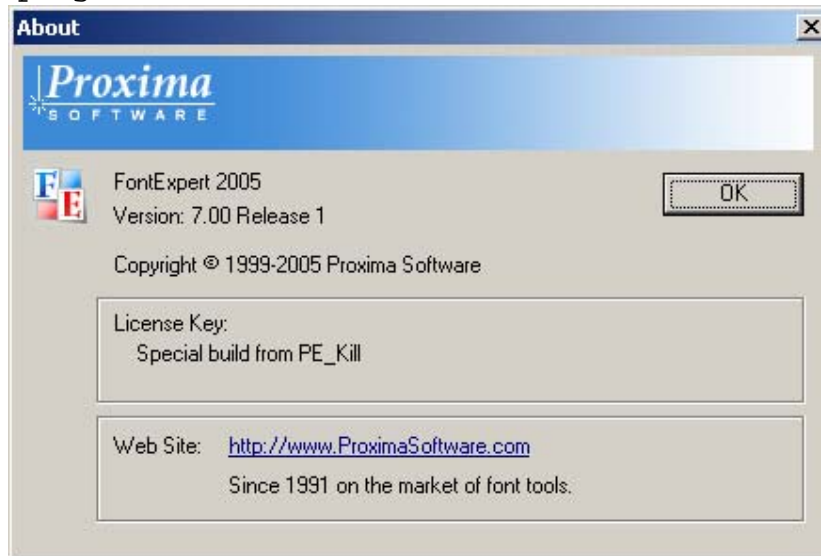 About
Proxima
SOFTWARE
FE
FontExpert 2005
OK
Version: 7.00 Release 1
Copyright © 1999-2005 Proxima Software
License Key:
Special build from PE_Kill
Web Site: http://www.ProximaSoftware.com
Since 1991 on the market of font tools.